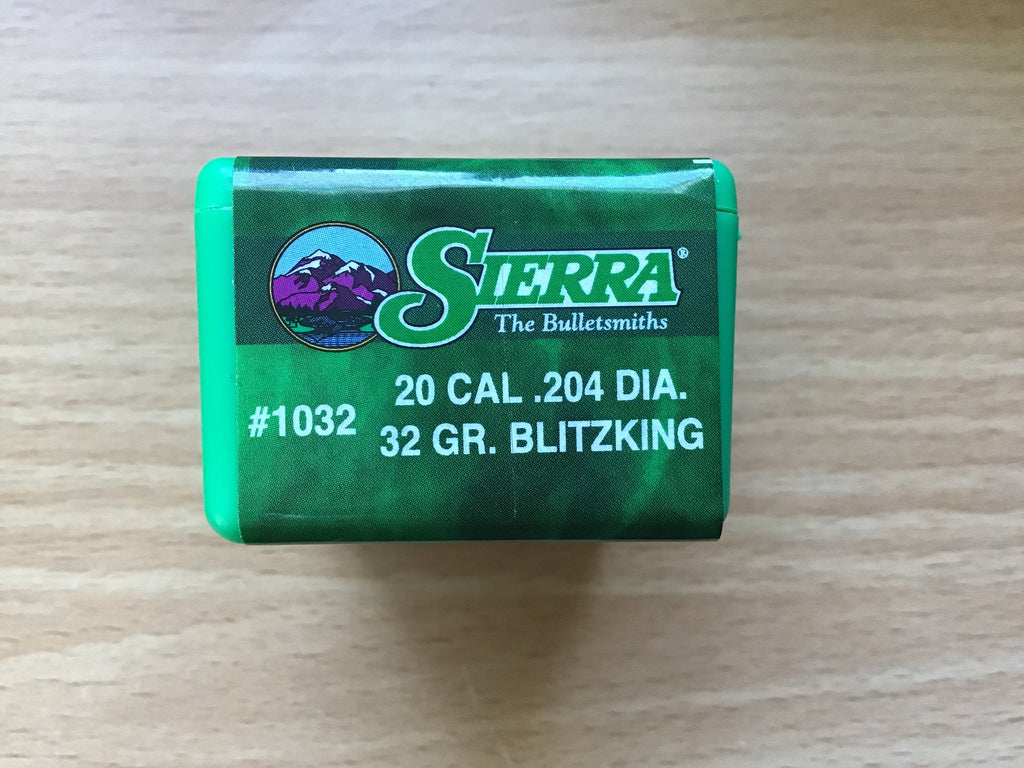 SIERRA®
The Bulletsmiths
#1032
20 CAL .204 DIA.
32 GR. BLITZKING